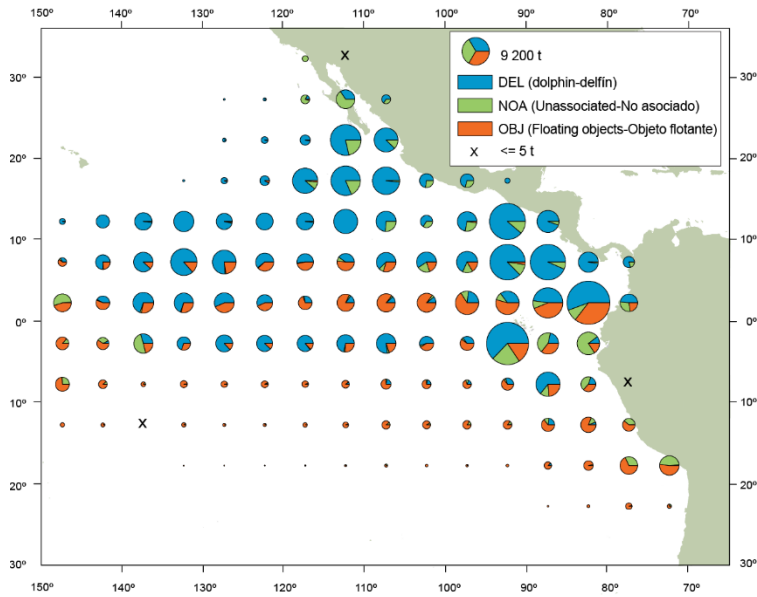 150º 140º 130º 120º 110º 100º 90º 80º 70º
9 200 t
DEL (dolphin-delfín)
NOA (Unassociated-No asociado)
OBJ (Floating objects-Objeto flotante)
x <= 5 t
x
30º 30º
20º 20º
10º 10º
0º 0º
x
10º 10º
x
20º 20º
30º 30º
150º 140º 130º 120º 110º 100º 90º 80º 70º